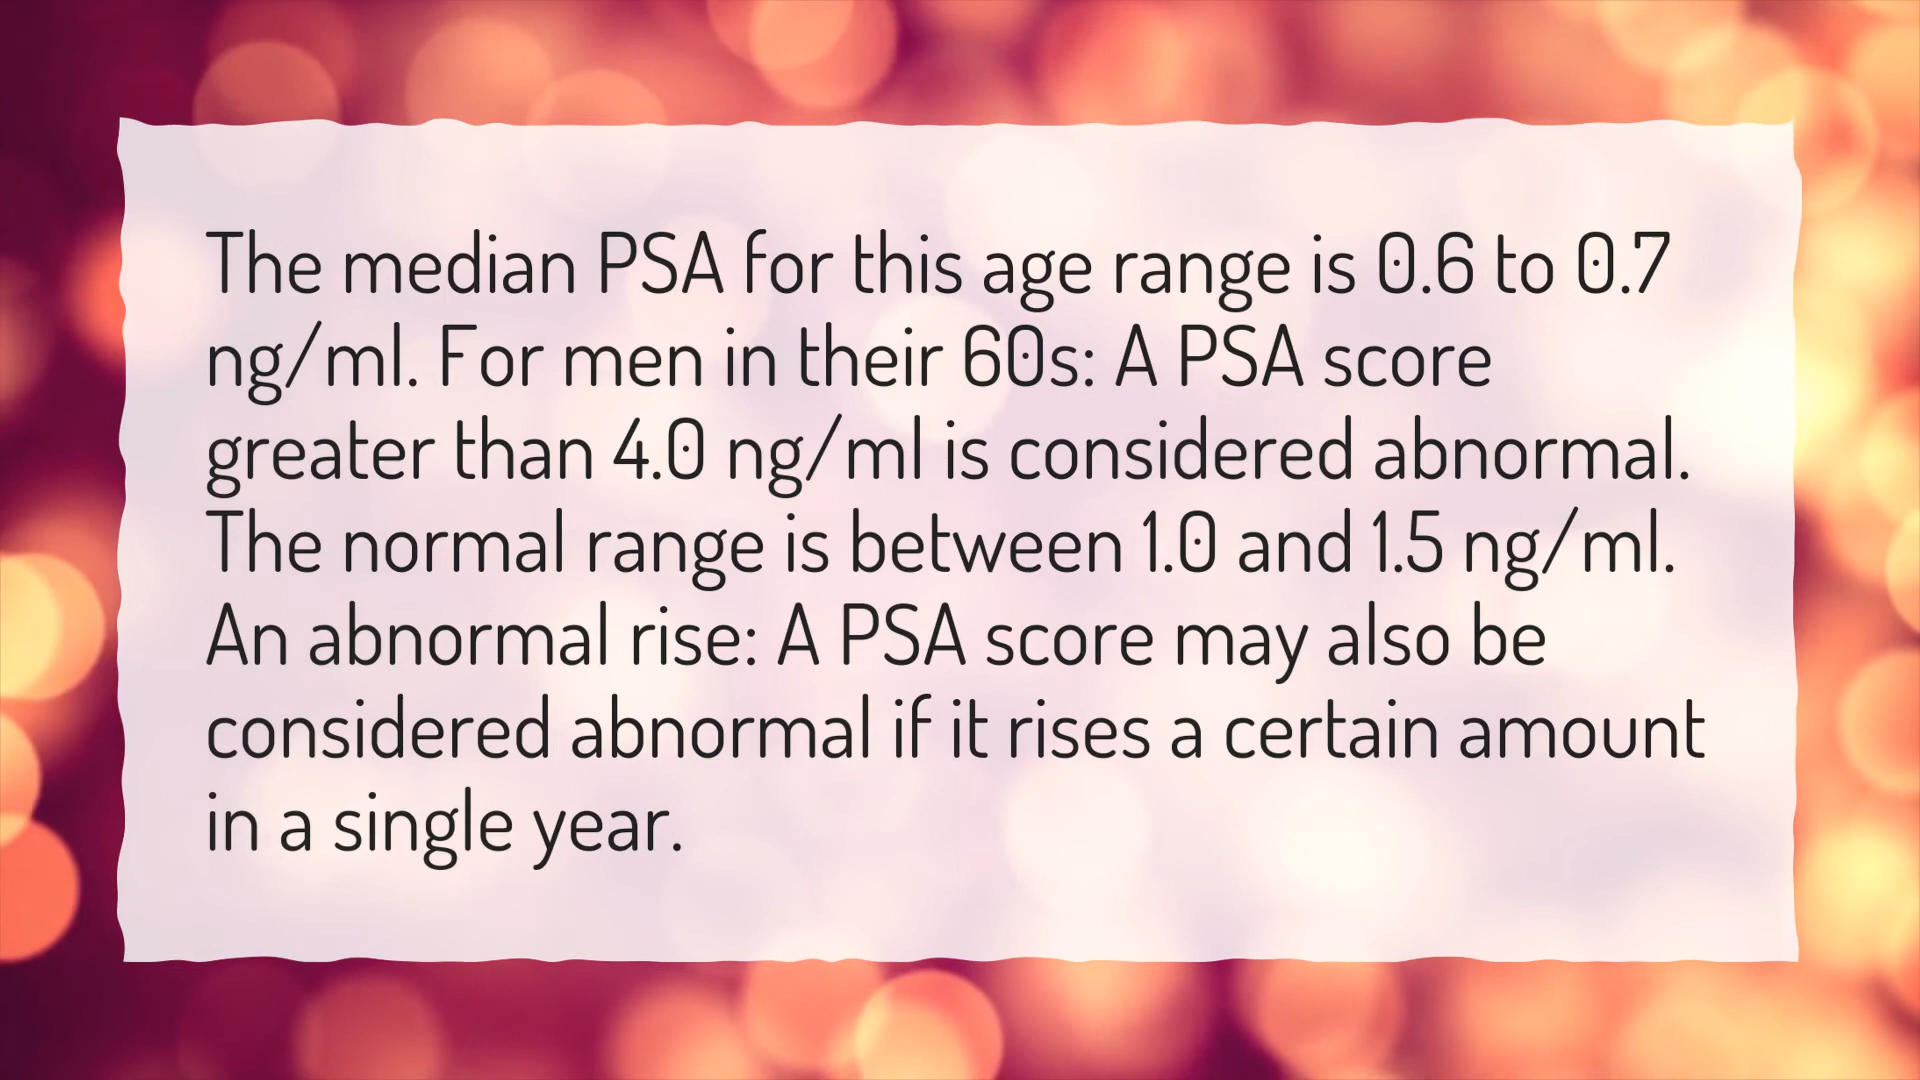 The median PSA for this age range is 0.6 to 0.7
ng/ml. For men in their 60s: A PSA score
greater than 4.0 ng/ml is considered abnormal.
The normal range is between 1.0 and 1.5 ng/ml.
An abnormal rise: A PSA score may also be
considered abnormal if it rises a certain amount
in a single year.